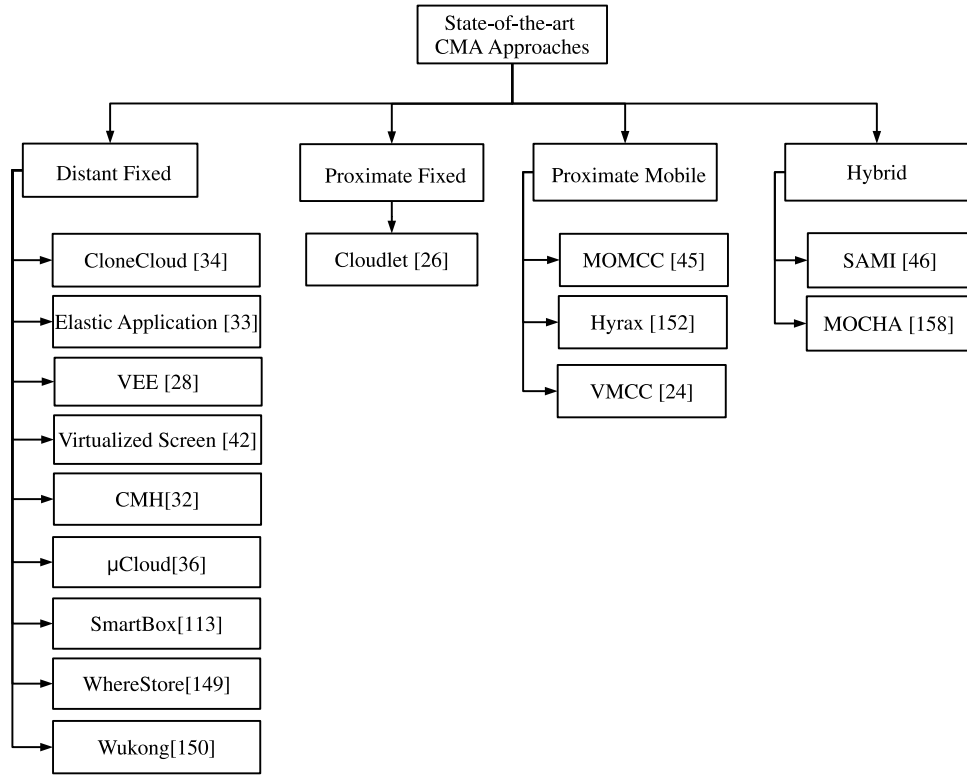 State-of-the-art
CMA Approaches
Distant Fixed
Proximate Fixed
Proximate Mobile
Hybrid
CloneCloud [34]
Elastic Application [33]
VEE [28]
Virtualized Screen [42]
CMH[32]
µCloud[36]
SmartBox[113]
WhereStore[149]
Wukong[150]
Cloudlet [26]
MOMCC [45]
Hyrax [152]
VMCC [24]
SAMI [46]
MOCHA [158]